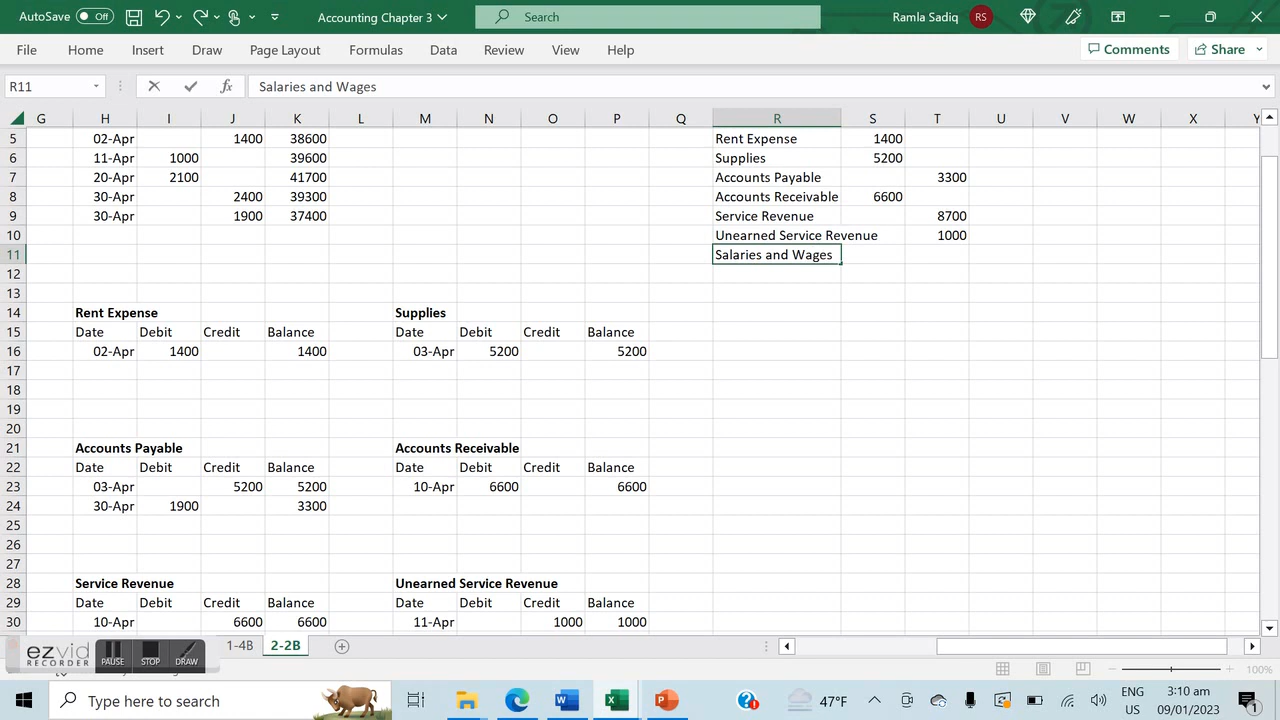 AutoSave Off Accounting Chapter 3 Search Ramla Sadiq RS
File Home Insert Draw Page Layout Formulas Data Review View Help Comments Share
R11 fx Salaries and Wages
G H I J K L M N O P Q R S T U V W X Y
5 02-Apr 1400 38600 Rent Expense 1400
6 11-Apr 1000 39600 Supplies 5200
7 20-Apr 2100 41700 Accounts Payable 3300
8 30-Apr 2400 39300 Accounts Receivable 6600
9 30-Apr 1900 37400 Service Revenue 8700
10 Unearned Service Revenue 1000
11 Salaries and Wages
12
13
14 Rent Expense Supplies
15 Date Debit Credit Balance Date Debit Credit Balance
16 02-Apr 1400 1400 03-Apr 5200 5200
17
18
19
20
21 Accounts Payable Accounts Receivable
22 Date Debit Credit Balance Date Debit Credit Balance
23 03-Apr 5200 5200 10-Apr 6600 6600
24 30-Apr 1900 3300
25
26
27
28 Service Revenue Unearned Service Revenue
29 Date Debit Credit Balance Date Debit Credit Balance
30 10-Apr 6600 6600 11-Apr 1000 1000
1-4B 2-2B
ezvid RECORDER PAUSE STOP DRAW
100%
Type here to search 47°F ENG US 3:10 am 09/01/2023 1